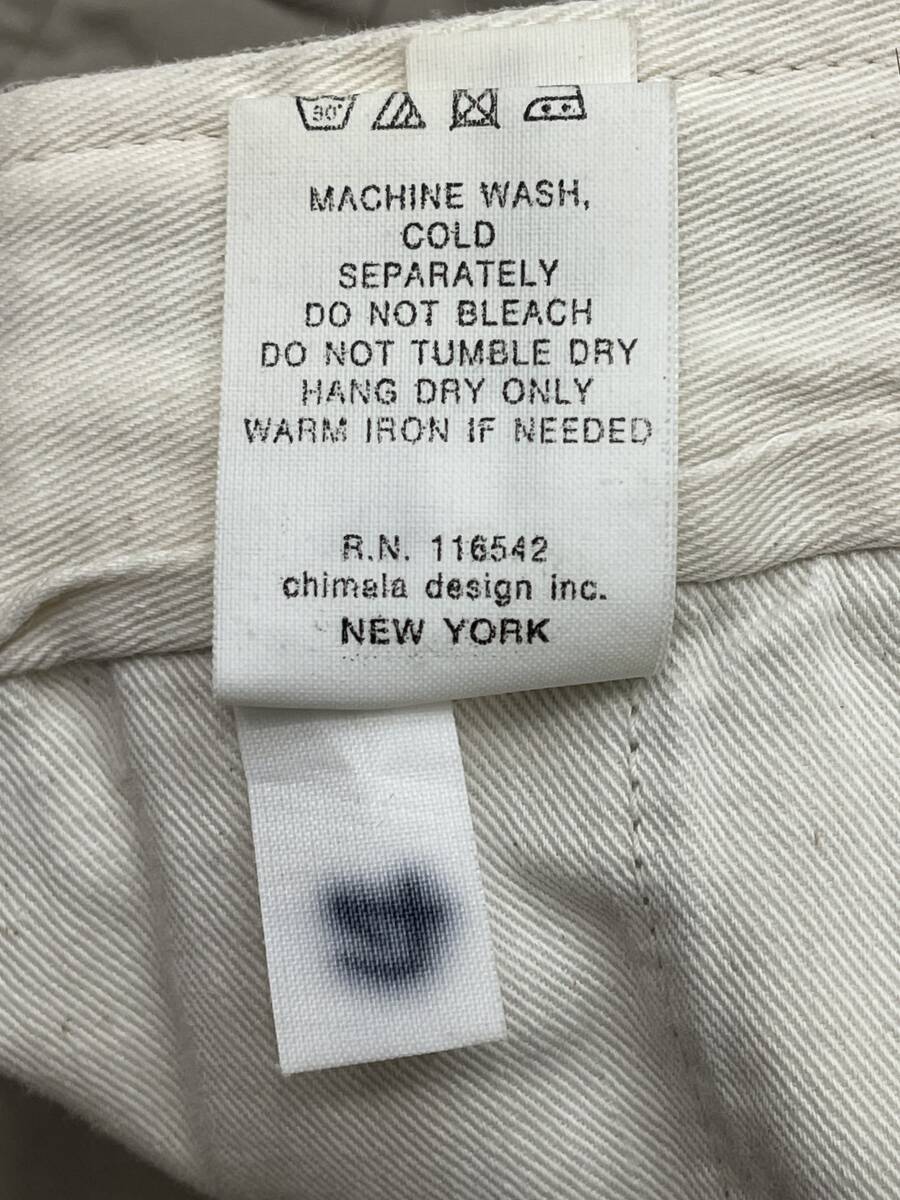 30°
MACHINE WASH,
COLD
SEPARATELY
DO NOT BLEACH
DO NOT TUMBLE DRY
HANG DRY ONLY
WARM IRON IF NEEDED
R.N. 116542
chimala design inc.
NEW YORK